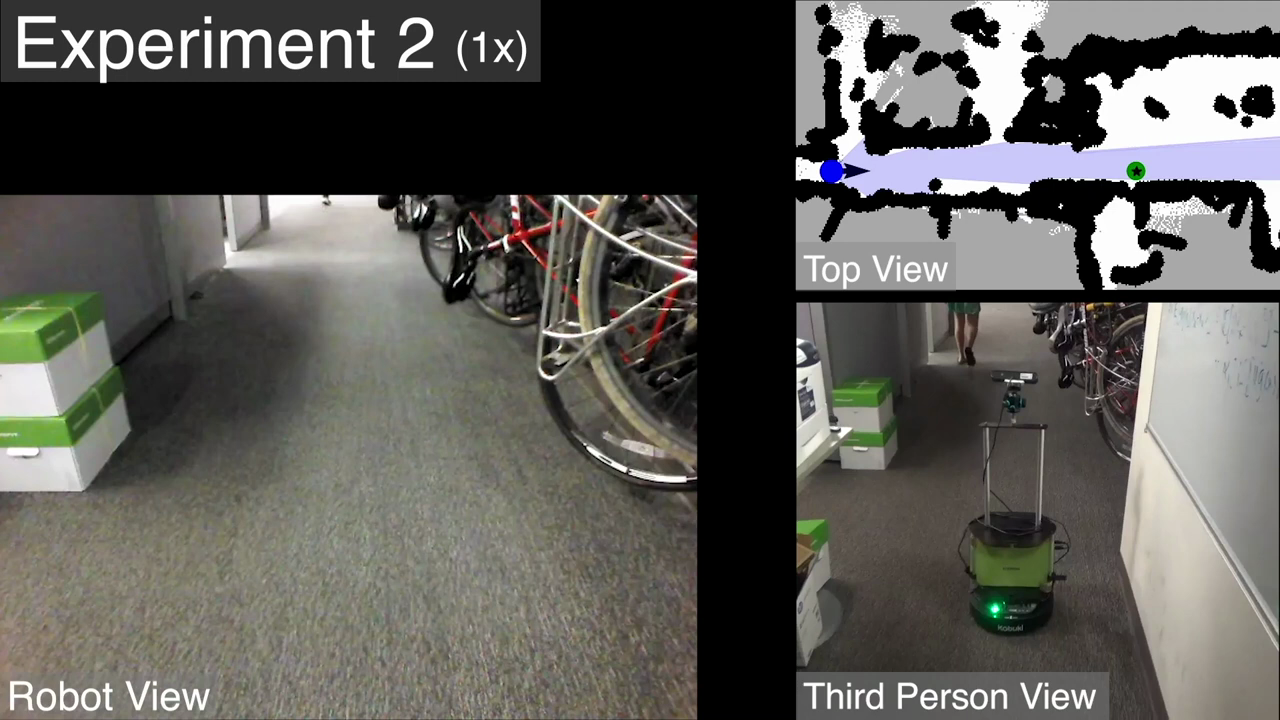 Experiment 2 (1x)
Top View
Robot View
Third Person View
Kobuki